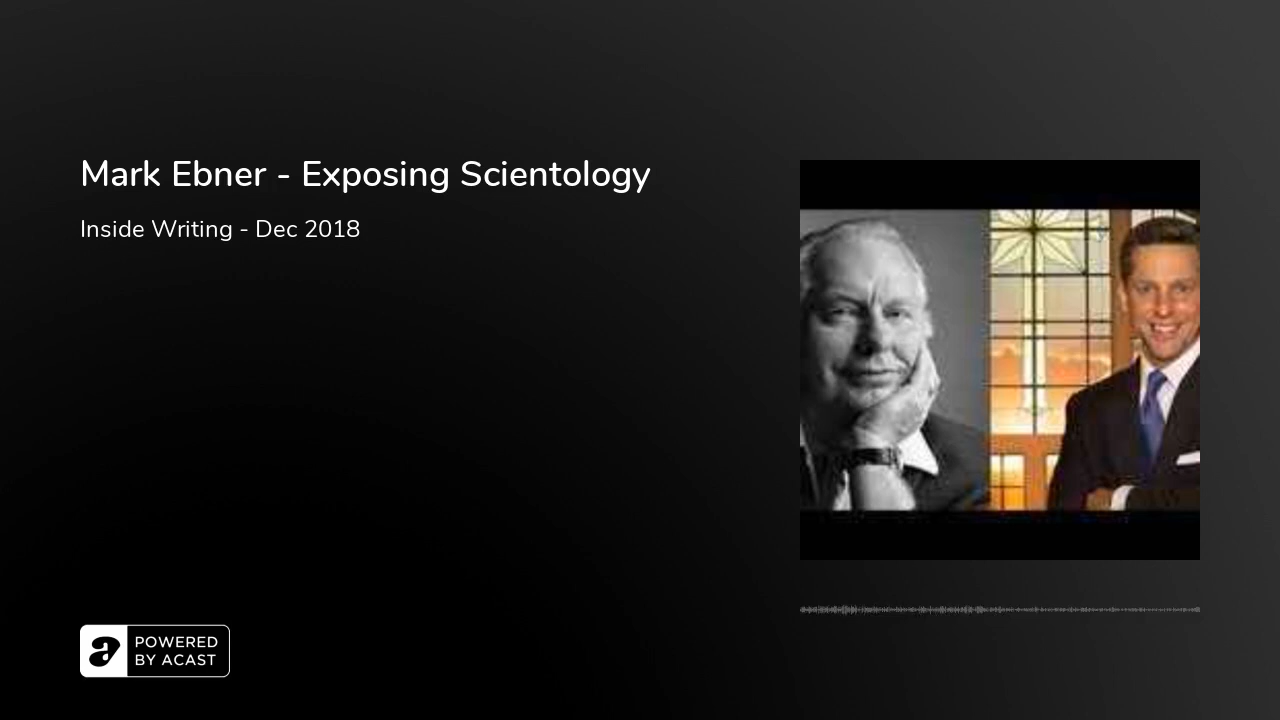 Mark Ebner - Exposing Scientology
Inside Writing - Dec 2018
POWERED
BY ACAST